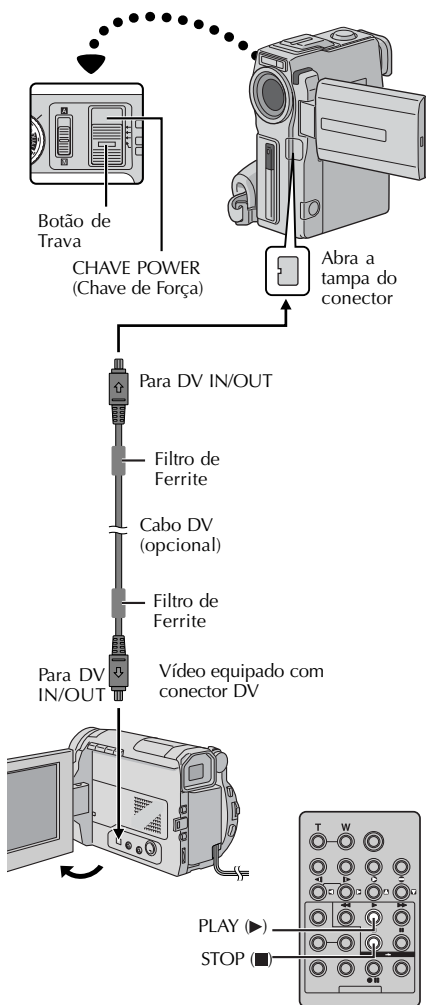 Botão de
Trava
CHAVE POWER
(Chave de Força)
Abra a
tampa do
conector
Para DV IN/OUT
Filtro de
Ferrite
Cabo DV
(opcional)
Filtro de
Ferrite
Para DV
IN/OUT
Vídeo equipado com
conector DV
T W
PLAY (▶)
STOP (■)